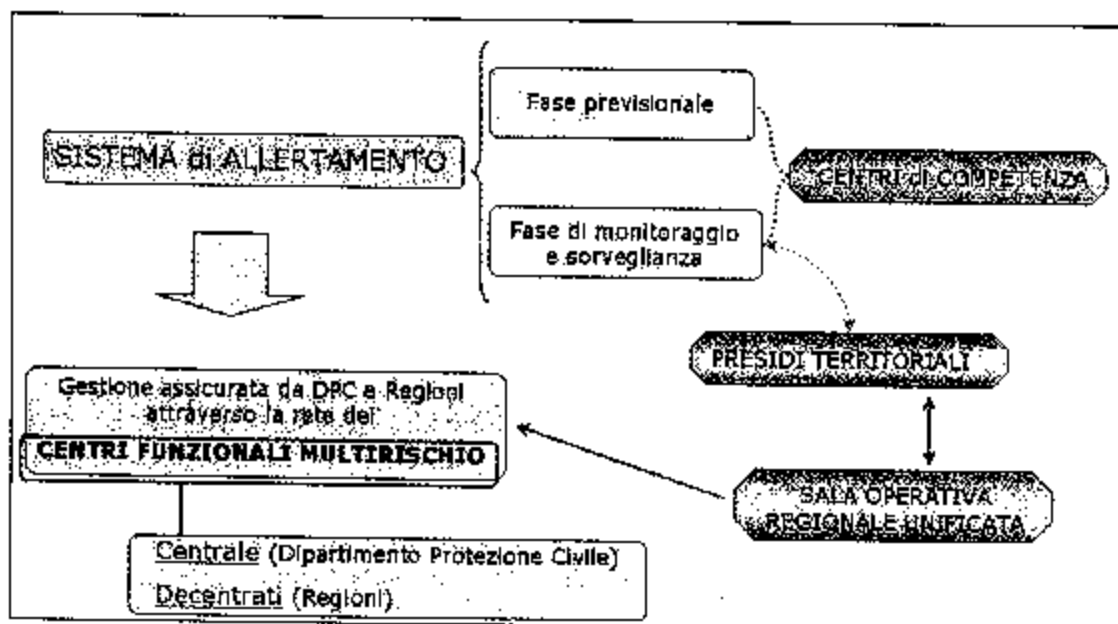 Fase previsionale
SISTEMA di ALLERTAMENTO
CENTRI di COMPETENZA
Fase di monitoraggio
e sorveglianza
PRESIDI TERRITORIALI
Gestione assicurata da DPC e Regioni
attraverso la rete dei
CENTRI FUNZIONALI MULTIRISCHIO
SALA OPERATIVA
REGIONALE UNIFICATA
Centrale (Dipartimento Protezione Civile)
Decentrati (Regioni)